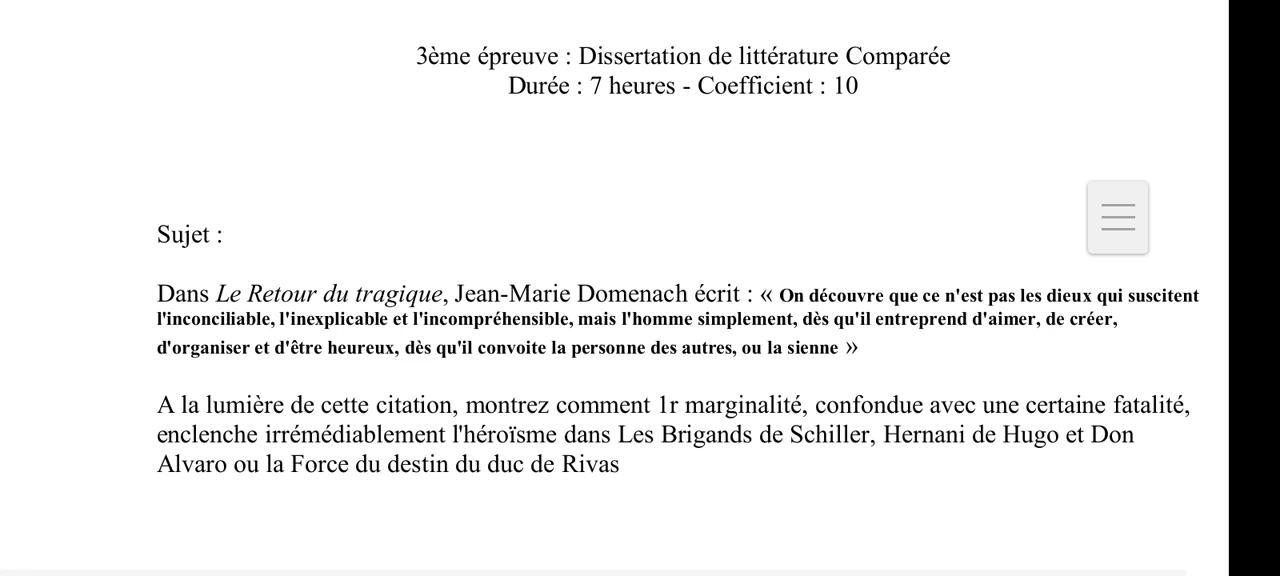 3ème épreuve : Dissertation de littérature Comparée
Durée : 7 heures - Coefficient : 10
Sujet :
Dans Le Retour du tragique, Jean-Marie Domenach écrit : « On découvre que ce n'est pas les dieux qui suscitent
l'inconciliable, l'inexplicable et l'incompréhensible, mais l'homme simplement, dès qu'il entreprend d'aimer, de créer,
d'organiser et d'être heureux, dès qu'il convoite la personne des autres, ou la sienne »
A la lumière de cette citation, montrez comment 1r marginalité, confondue avec une certaine fatalité,
enclenche irrémédiablement l'héroïsme dans Les Brigands de Schiller, Hernani de Hugo et Don
Alvaro ou la Force du destin du duc de Rivas